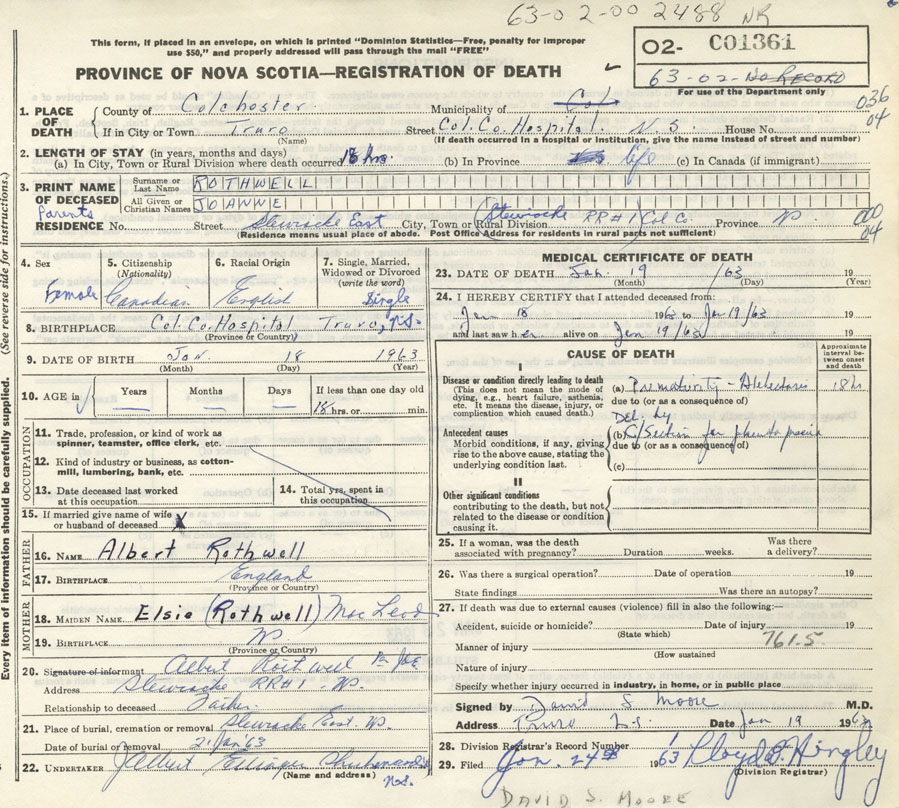 63-02-00 2488 NR
This form, if placed in an envelope, on which is printed "Dominion Statistics—Free, penalty for improper
use $50," and properly addressed will pass through the mail "FREE"
02- C01361
63-02-No Record
For use of the Department only
PROVINCE OF NOVA SCOTIA—REGISTRATION OF DEATH
036
04
1. PLACE OF DEATH
County of Colchester Municipality of Col
If in City or Town Truro Street Col. Co. Hospital. N.S. House No.
(Name) (If death occurred in a hospital or institution, give the name instead of street and number)
2. LENGTH OF STAY (in years, months and days)
(a) In City, Town or Rural Division where death occurred 18 hrs. (b) In Province life (c) In Canada (if immigrant)
3. PRINT NAME OF DECEASED
Surname or Last Name ROTHWELL
All Given or Christian Names JOANNE
Parents
RESIDENCE No. Street Stewiacke East City, Town or Rural Division Stewiacke RR#1 Col C. Province NS
(Residence means usual place of abode. Post Office Address for residents in rural parts not sufficient)
000
04
4. Sex Female
5. Citizenship (Nationality) Canadian
6. Racial Origin English
7. Single, Married, Widowed or Divorced (write the word) Single
8. BIRTHPLACE Col. Co. Hospital Truro, N.S.
(Province or Country)
9. DATE OF BIRTH Jan. 18 1963
(Month) (Day) (Year)
10. AGE in Years Months Days If less than one day old
18 hrs. or min.
OCCUPATION
11. Trade, profession, or kind of work as
spinner, teamster, office clerk, etc.
12. Kind of industry or business, as cotton-
mill, lumbering, bank, etc.
13. Date deceased last worked
at this occupation
14. Total yrs. spent in
this occupation
15. If married give name of wife
or husband of deceased X
FATHER
16. NAME Albert Rothwell
17. BIRTHPLACE England
(Province or Country)
MOTHER
18. MAIDEN NAME Elsie (Rothwell) MacLeod
19. BIRTHPLACE NS
(Province or Country)
20. Signature of informant Albert Rothwell
Address Stewiacke RR#1 - NS.
Relationship to deceased Father
21. Place of burial, cremation or removal Stewiacke East. NS.
Date of burial or removal 21 Jan '63
22. UNDERTAKER Albert
(Name and address) N.S.
MEDICAL CERTIFICATE OF DEATH
23. DATE OF DEATH Jan. 19 /63 19
(Month) (Day) (Year)
24. I HEREBY CERTIFY that I attended deceased from:
Jan 18 1963 to Jan 19/63 19
and last saw her alive on Jan 19/63 19
CAUSE OF DEATH
Approximate interval between onset and death
I
Disease or condition directly leading to death
(This does not mean the mode of
dying, e.g., heart failure, asthenia,
etc. It means the disease, injury, or
complication which caused death.)
(a) Prematurity - Atelectasis 18 h
due to (or as a consequence of)
Del. by
Antecedent causes
Morbid conditions, if any, giving
rise to the above cause, stating the
underlying condition last.
(b) C/Section for placenta previa
due to (or as a consequence of)
(c)
II
Other significant conditions
contributing to the death, but not
related to the disease or condition
causing it.
25. If a woman, was the death
associated with pregnancy? Duration weeks. Was there
a delivery?
26. Was there a surgical operation? Date of operation 19
State findings Was there an autopsy?
27. If death was due to external causes (violence) fill in also the following:—
Accident, suicide or homicide? Date of injury 19
(State which)
761.5
Manner of injury
(How sustained
Nature of injury
Specify whether injury occurred in industry, in home, or in public place
Signed by David S Moore M.D.
Address Truro N.S. Date Jan 19 1963
28. Division Registrar's Record Number 1
29. Filed Jan. 24th 1963 Lloyd Hingley
(Division Registrar)
DAVID S. MOORE
Every item of information should be carefully supplied. (See reverse side for instructions.)